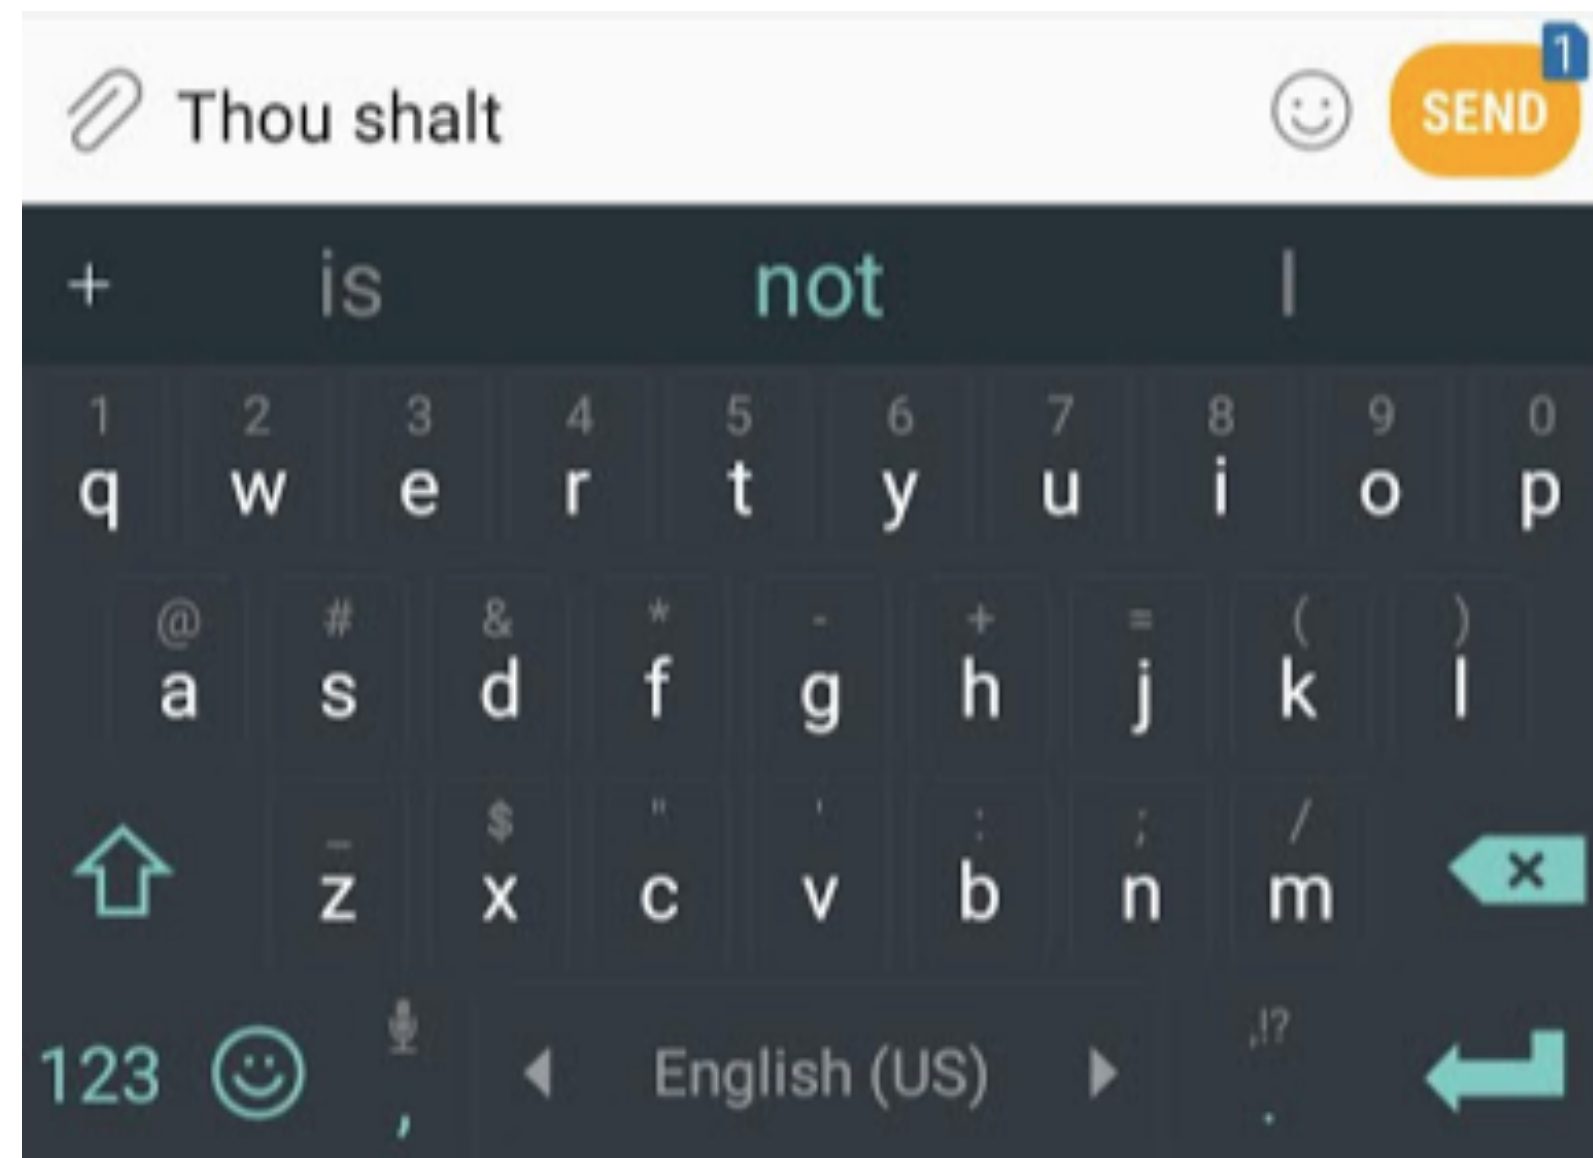 Thou shalt SEND 1
+ is not I
1 2 3 4 5 6 7 8 9 0
q w e r t y u i o p
@ # & * - + = ( )
a s d f g h j k l
_ $ " ' : ; /
z x c v b n m
,!?
123 , English (US) .